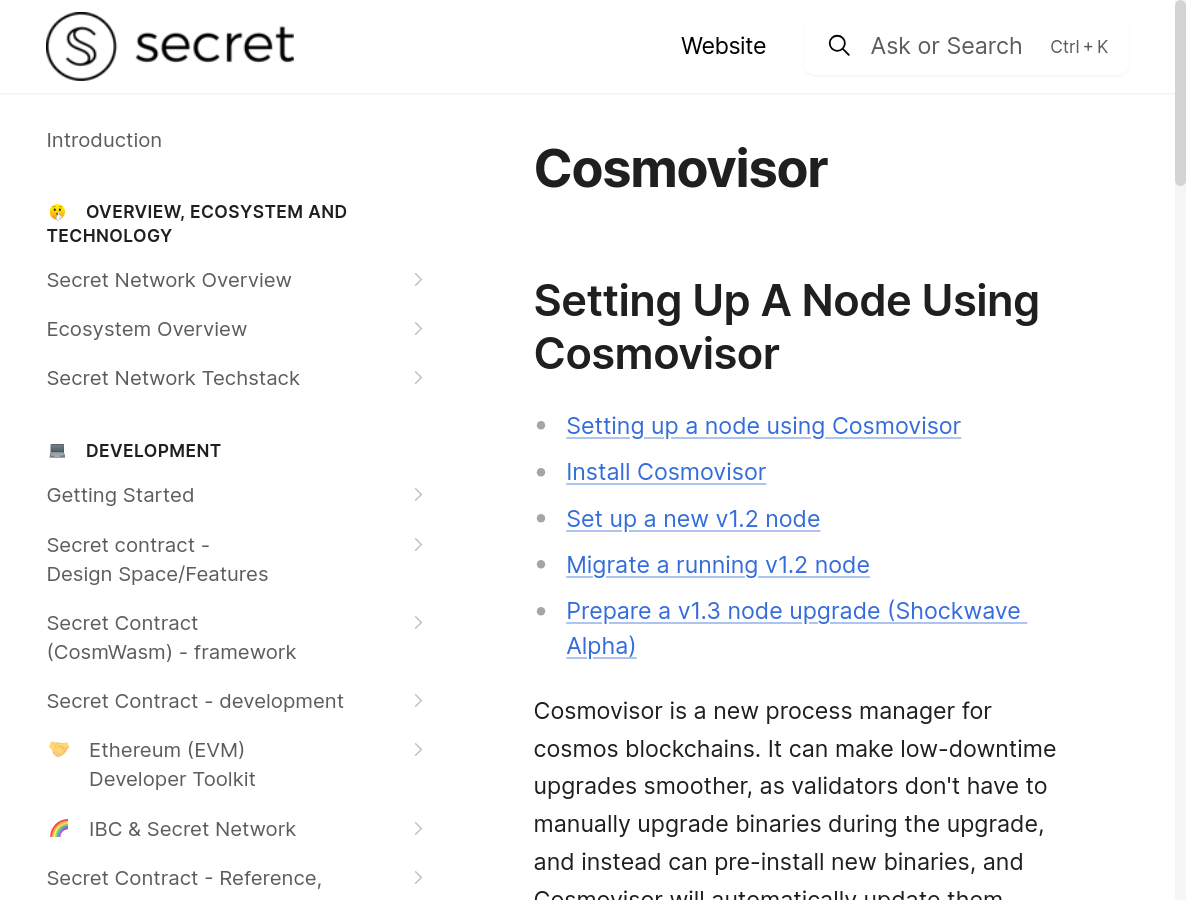 secret
Website
Ask or Search
Ctrl + K
Introduction
OVERVIEW, ECOSYSTEM AND
TECHNOLOGY
Secret Network Overview
Ecosystem Overview
Secret Network Techstack
DEVELOPMENT
Getting Started
Secret contract -
Design Space/Features
Secret Contract
(CosmWasm) - framework
Secret Contract - development
Ethereum (EVM)
Developer Toolkit
IBC & Secret Network
Secret Contract - Reference,
Cosmovisor
Setting Up A Node Using
Cosmovisor
Setting up a node using Cosmovisor
Install Cosmovisor
Set up a new v1.2 node
Migrate a running v1.2 node
Prepare a v1.3 node upgrade (Shockwave
Alpha)
Cosmovisor is a new process manager for
cosmos blockchains. It can make low-downtime
upgrades smoother, as validators don't have to
manually upgrade binaries during the upgrade,
and instead can pre-install new binaries, and
Cosmovisor will automatically update them